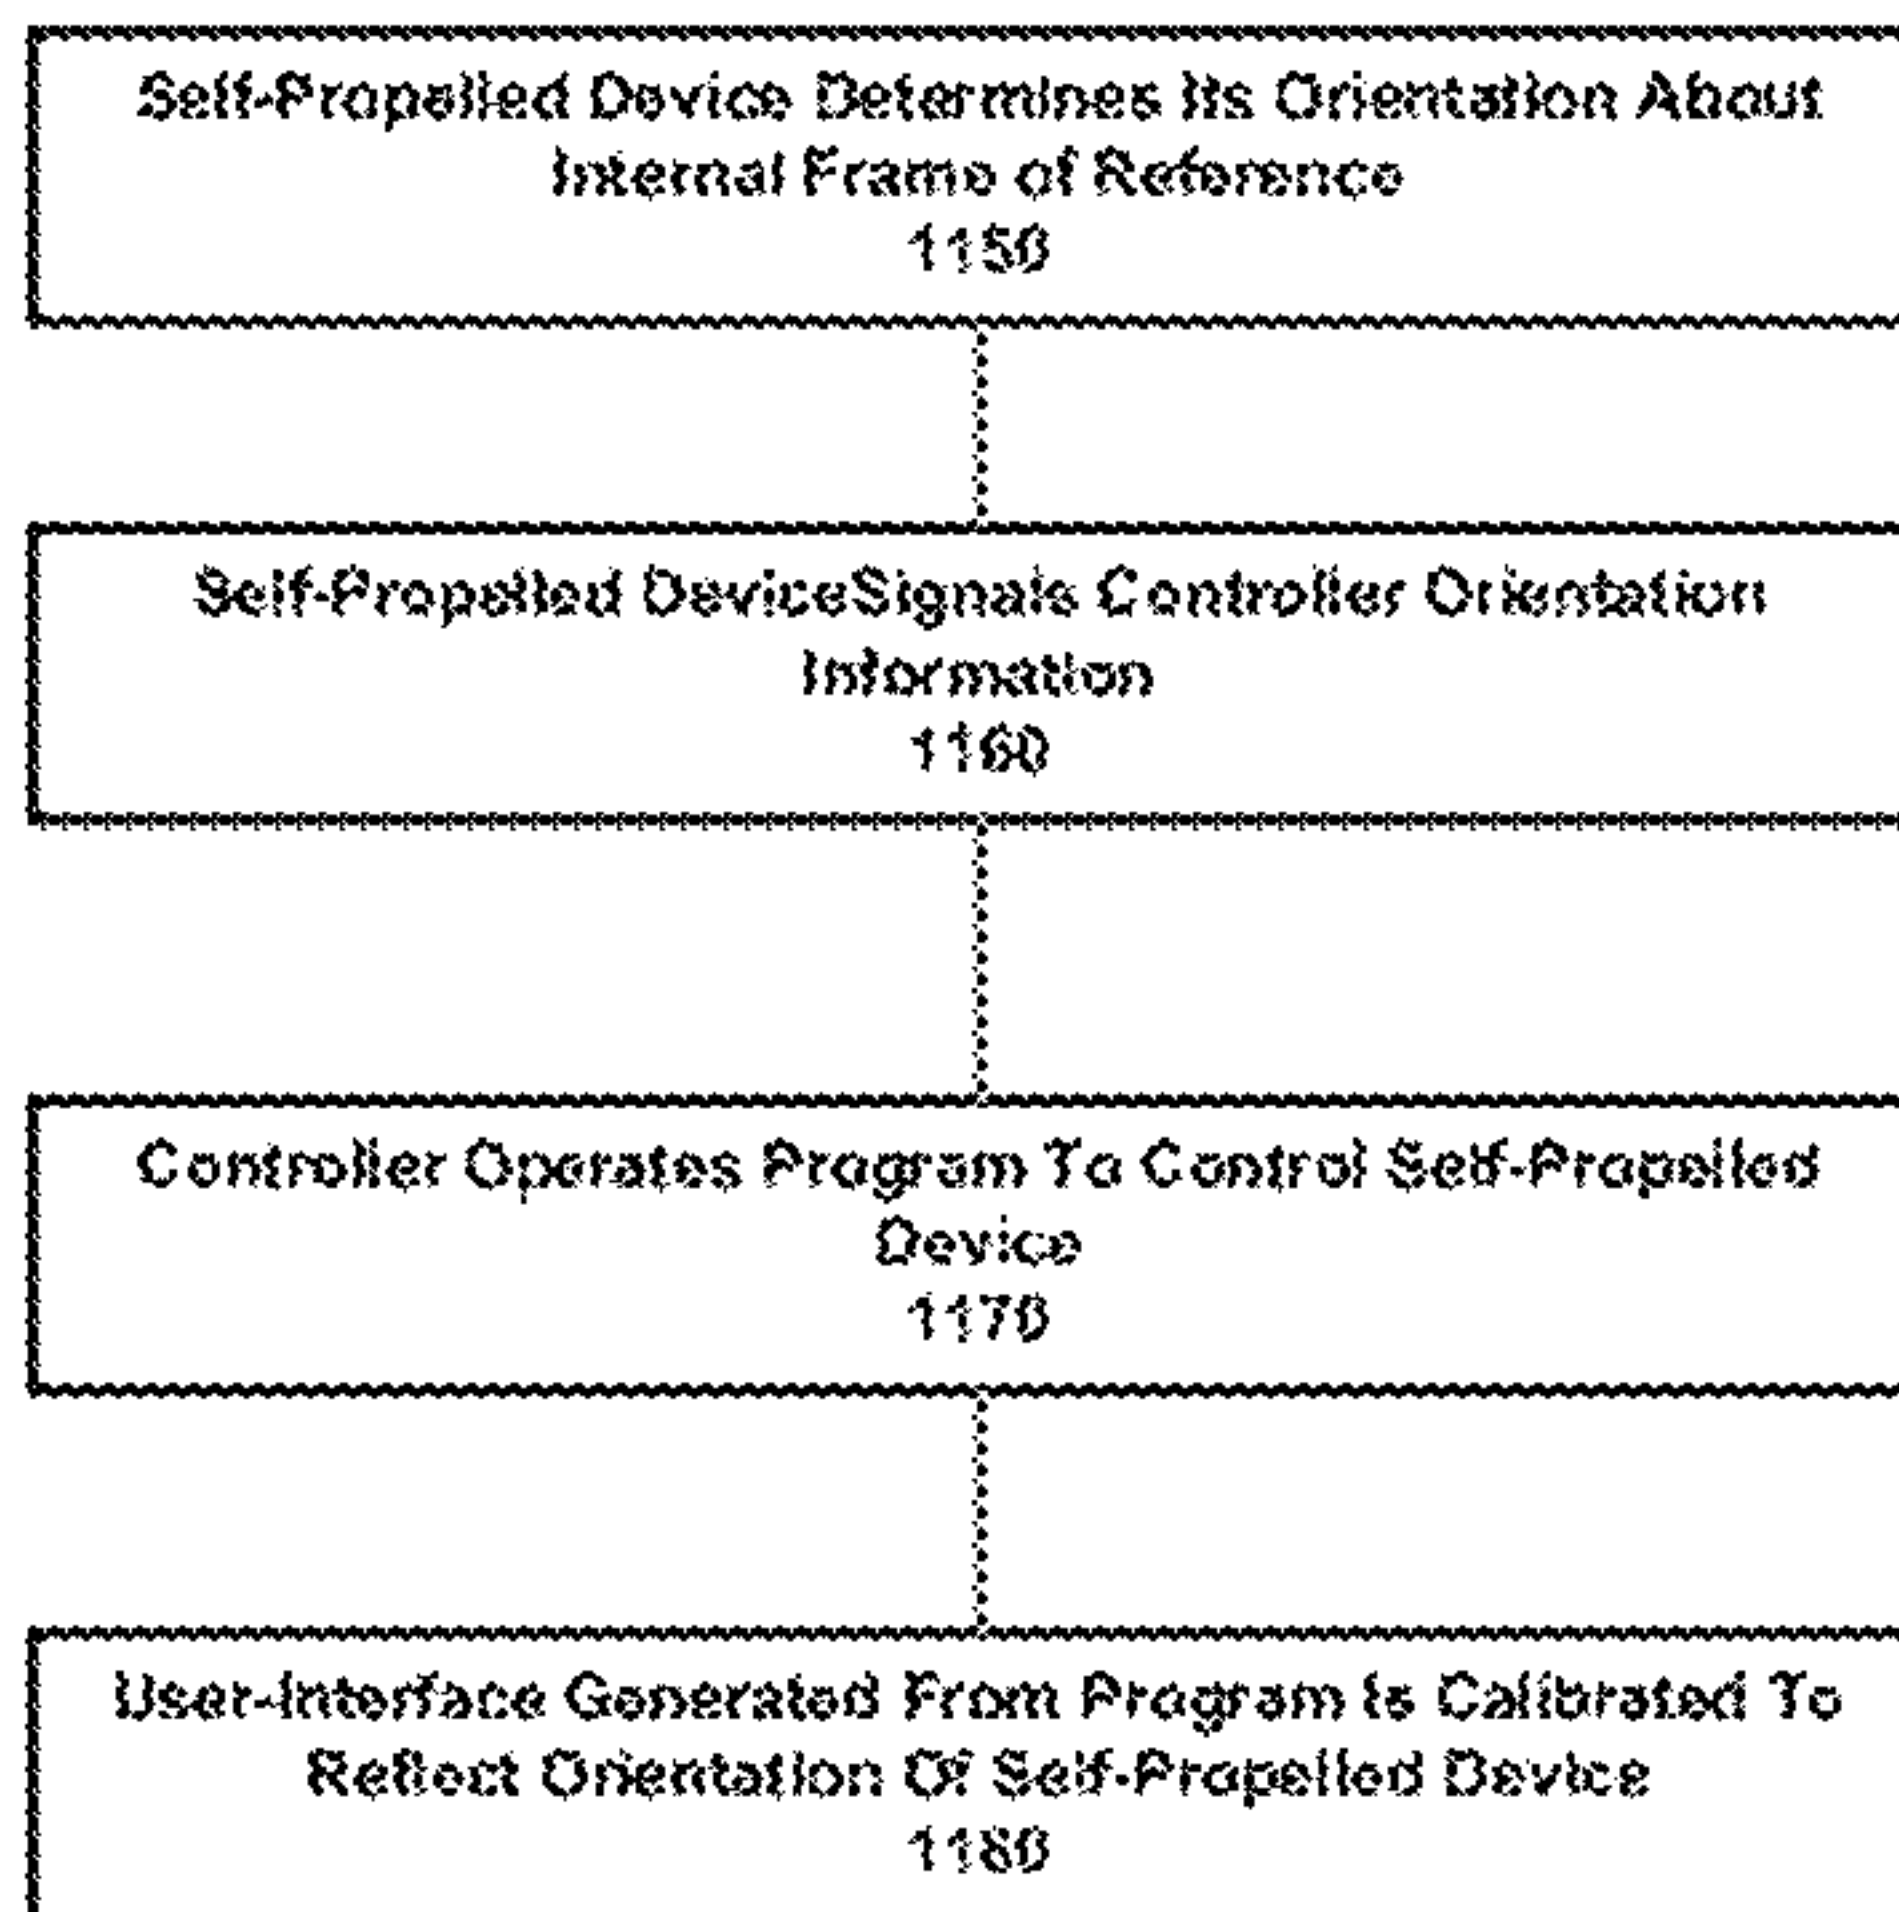 Self-Propelled Device Determines Its Orientation About
Internal Frame of Reference
1150
Self-Propelled DeviceSignals Controller Orientation
Information
1160
Controller Operates Program To Control Self-Propelled
Device
1170
User-Interface Generated From Program Is Calibrated To
Reflect Orientation Of Self-Propelled Device
1180